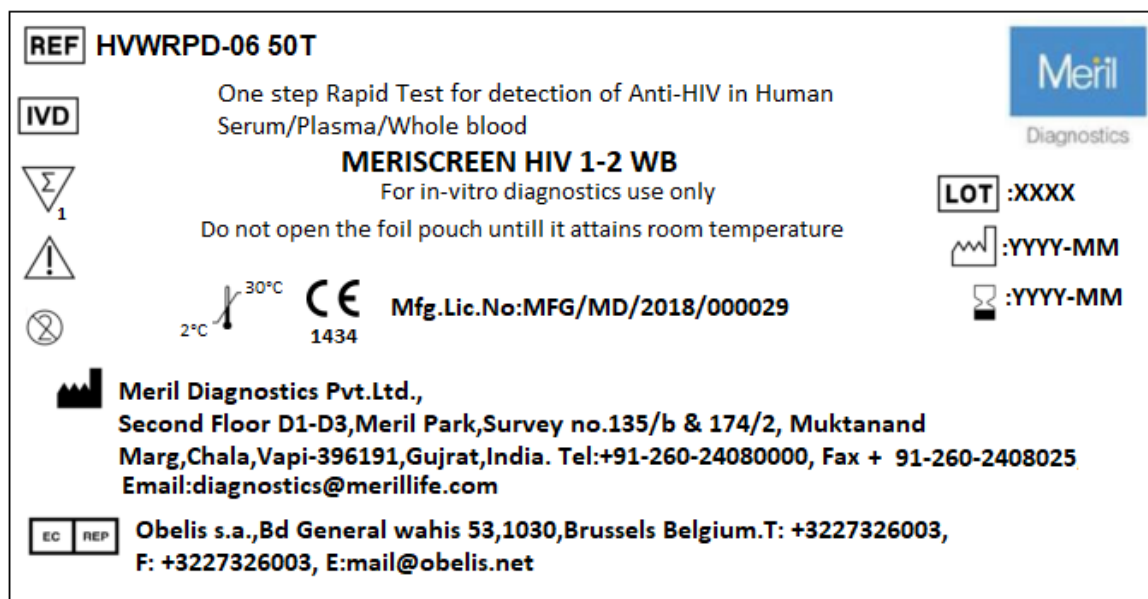 REF HVWRPD-06 50T
Meril
Diagnostics
IVD
One step Rapid Test for detection of Anti-HIV in Human
Serum/Plasma/Whole blood
MERISCREEN HIV 1-2 WB
Σ
1
For in-vitro diagnostics use only
LOT :XXXX
Do not open the foil pouch untill it attains room temperature
:YYYY-MM
2°C 30°C
CE
1434
Mfg.Lic.No:MFG/MD/2018/000029
:YYYY-MM
2
Meril Diagnostics Pvt.Ltd.,
Second Floor D1-D3,Meril Park,Survey no.135/b & 174/2, Muktanand
Marg,Chala,Vapi-396191,Gujrat,India. Tel:+91-260-24080000, Fax + 91-260-2408025
Email:diagnostics@merillife.com
EC REP
Obelis s.a.,Bd General wahis 53,1030,Brussels Belgium.T: +3227326003,
F: +3227326003, E:mail@obelis.net